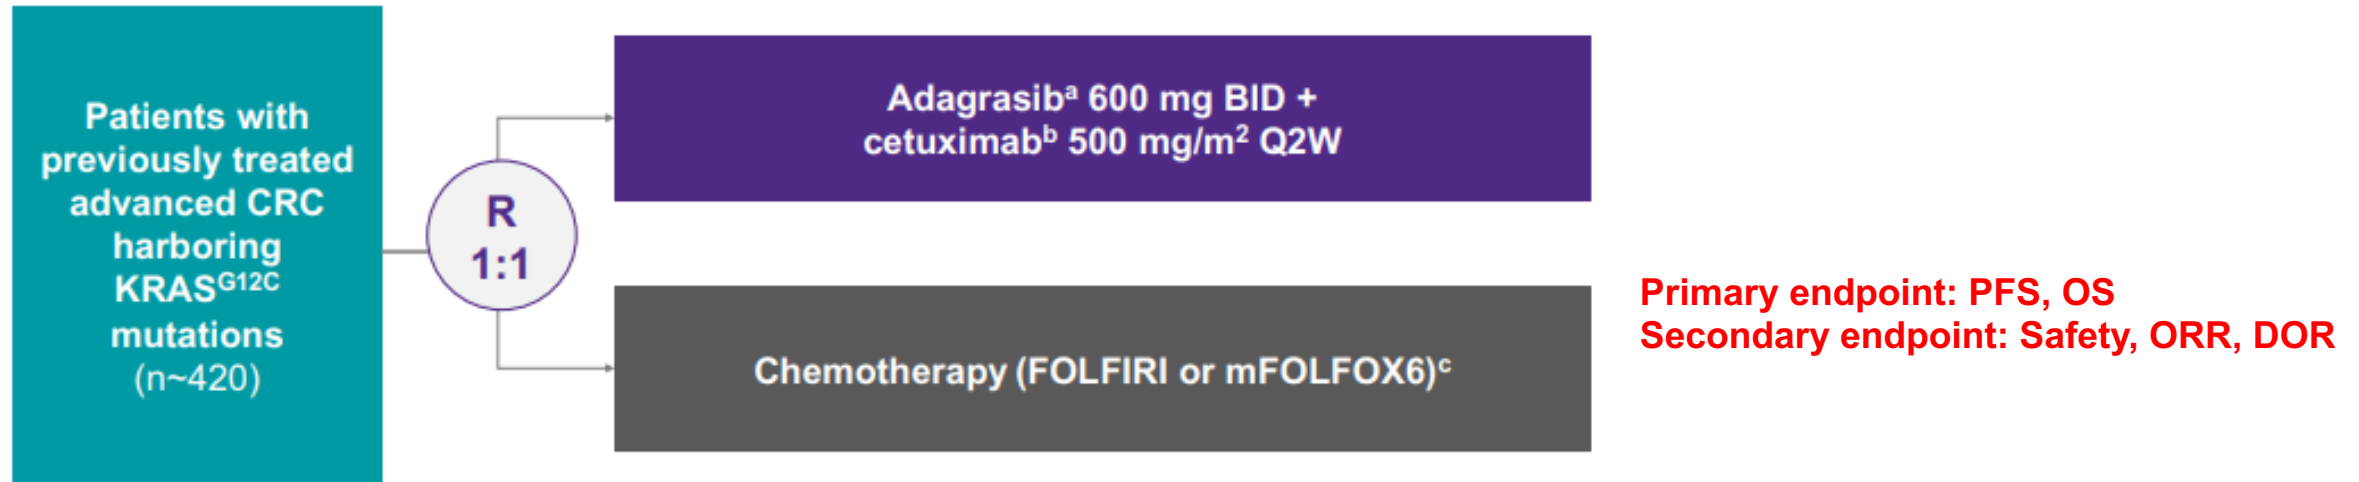 Patients with
previously treated
advanced CRC
harboring
KRASᴳ¹²ᶜ
mutations
(n~420)
R
1:1
Adagrasibᵃ 600 mg BID +
cetuximabᵇ 500 mg/m² Q2W
Chemotherapy (FOLFIRI or mFOLFOX6)ᶜ
Primary endpoint: PFS, OS
Secondary endpoint: Safety, ORR, DOR